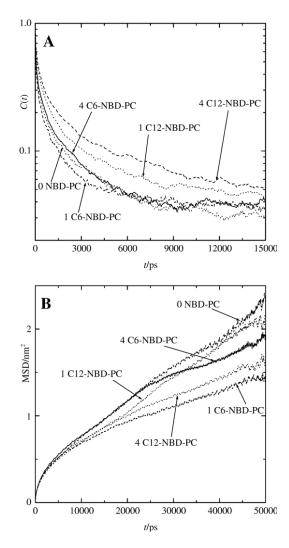 1.0
A
4 C6-NBD-PC
4 C12-NBD-PC
1 C12-NBD-PC
C(t)
0.1
0 NBD-PC
1 C6-NBD-PC
0 3000 6000 9000 12000 15000
t/ps
B
0 NBD-PC
2
4 C6-NBD-PC
MSD/nm²
1 C12-NBD-PC
1
4 C12-NBD-PC
1 C6-NBD-PC
0
0 10000 20000 30000 40000 50000
t/ps